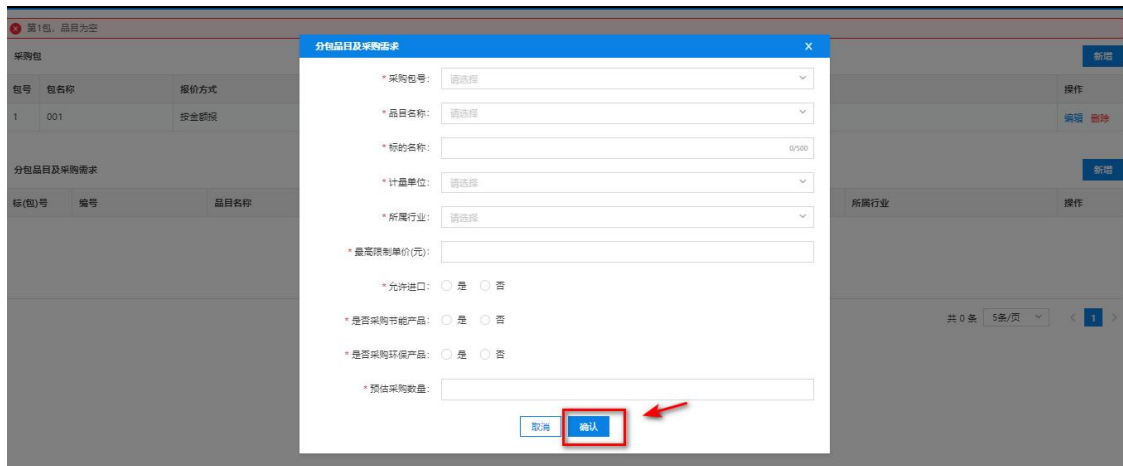 第1包，品目为空
采购包
新增
包号 包名称 报价方式 操作
1 001 按金额报 编辑 删除
分包品目及采购需求
新增
标(包)号 编号 品目名称 所属行业 操作
共 0 条 5条/页 < 1 >
分包品目及采购需求 X
* 采购包号: 请选择
* 品目名称: 请选择
* 标的名称: 0/500
* 计量单位: 请选择
* 所属行业: 请选择
* 最高限制单价(元):
* 允许进口: 是 否
* 是否采购节能产品: 是 否
* 是否采购环保产品: 是 否
* 预估采购数量:
取消 确认